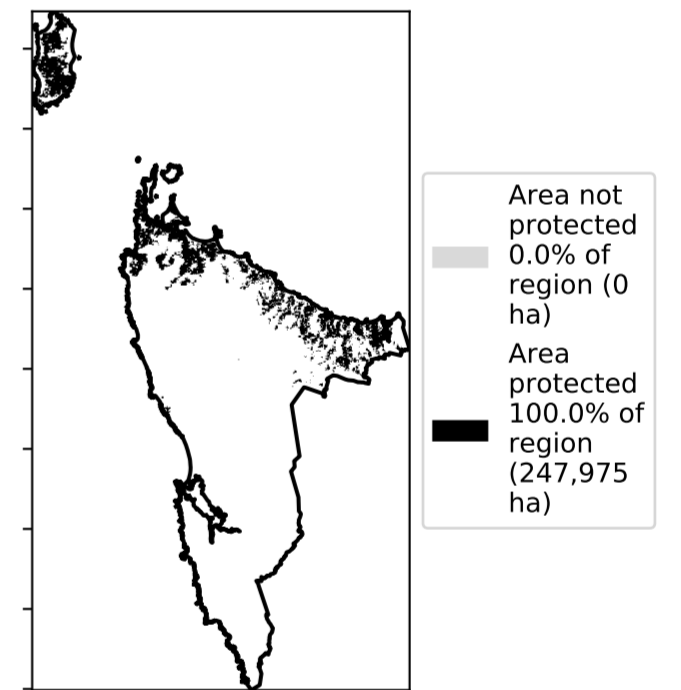 Area not
protected
0.0% of
region (0
ha)
Area
protected
100.0% of
region
(247,975
ha)